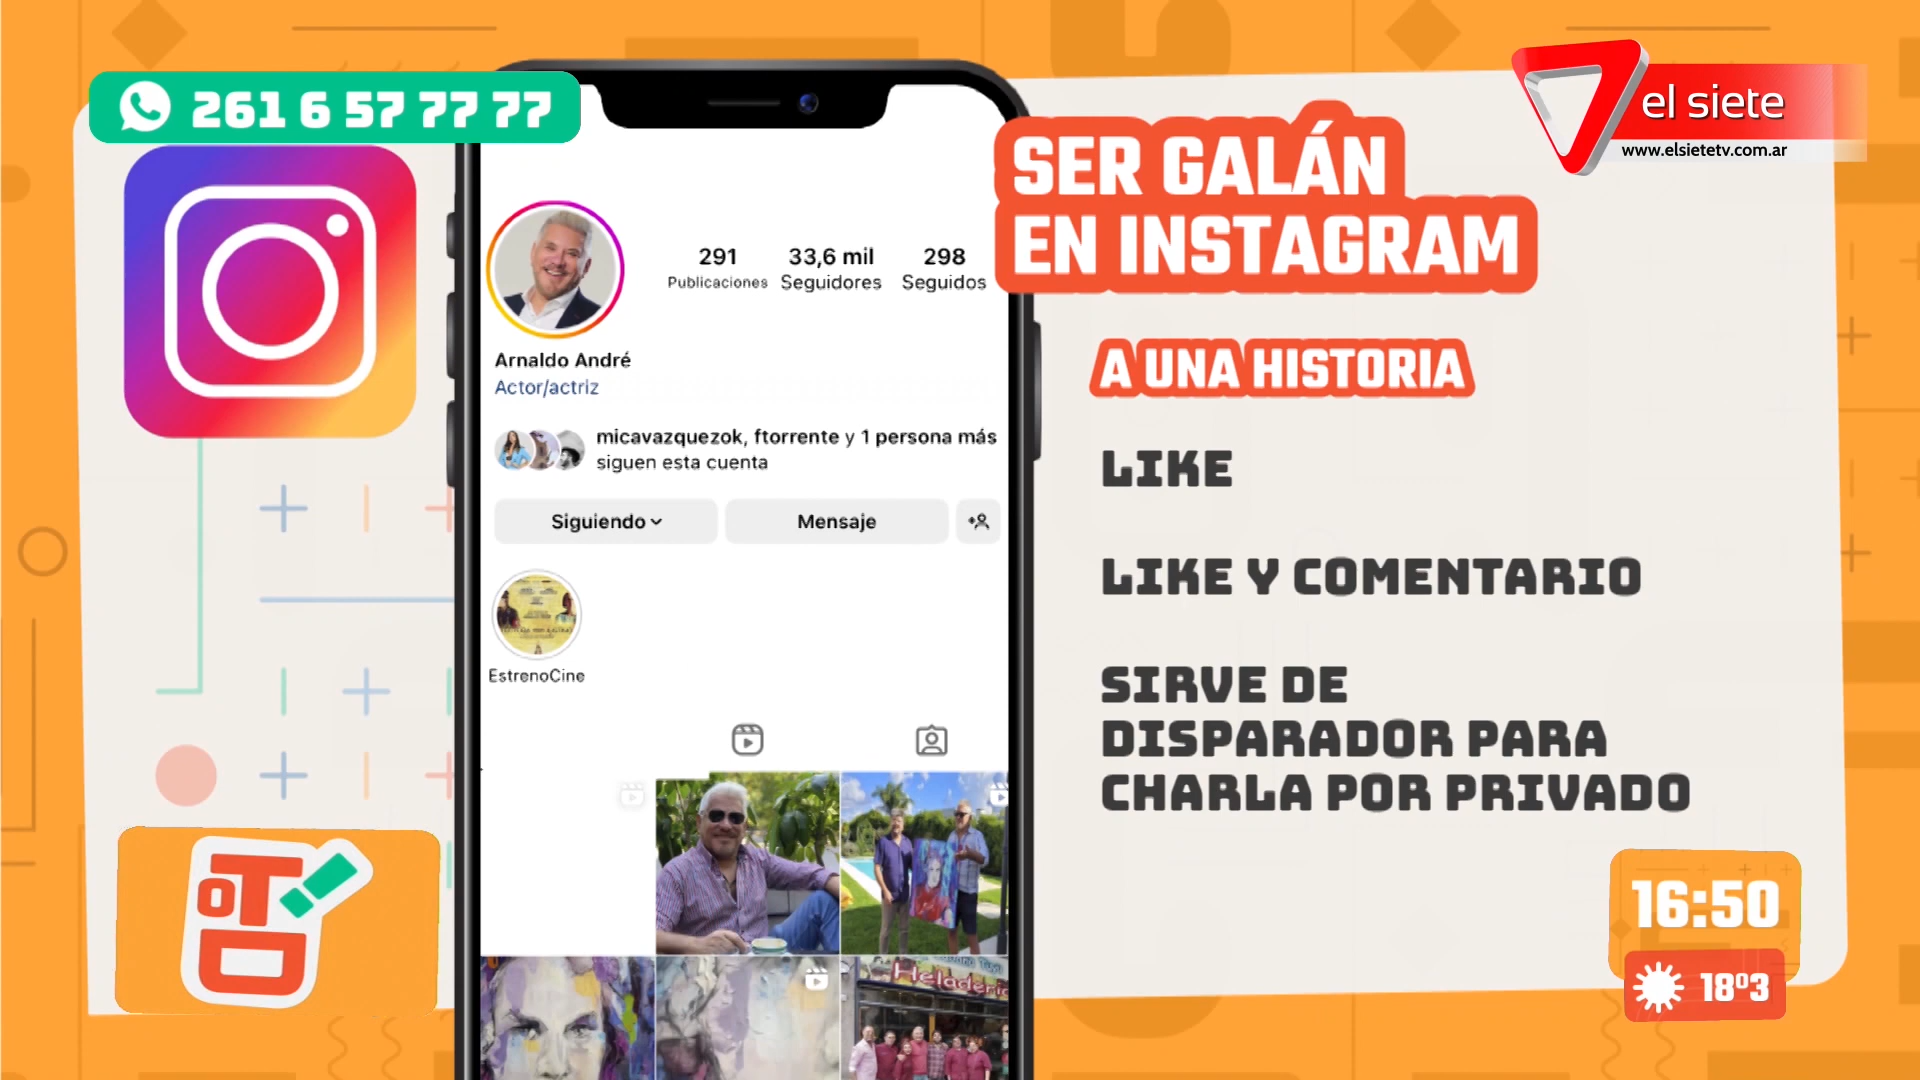 261 6 57 77 77
el siete
www.elsietetv.com.ar
SER GALÁN
EN INSTAGRAM
291
Publicaciones
33,6 mil
Seguidores
298
Seguidos
Arnaldo André
Actor/actriz
micavazquezok, ftorrente y 1 persona más
siguen esta cuenta
Siguiendo
Mensaje
EstrenoCine
A UNA HISTORIA
LIKE
LIKE Y COMENTARIO
SIRVE DE
DISPARADOR PARA
CHARLA POR PRIVADO
Heladería
16:50
18º3